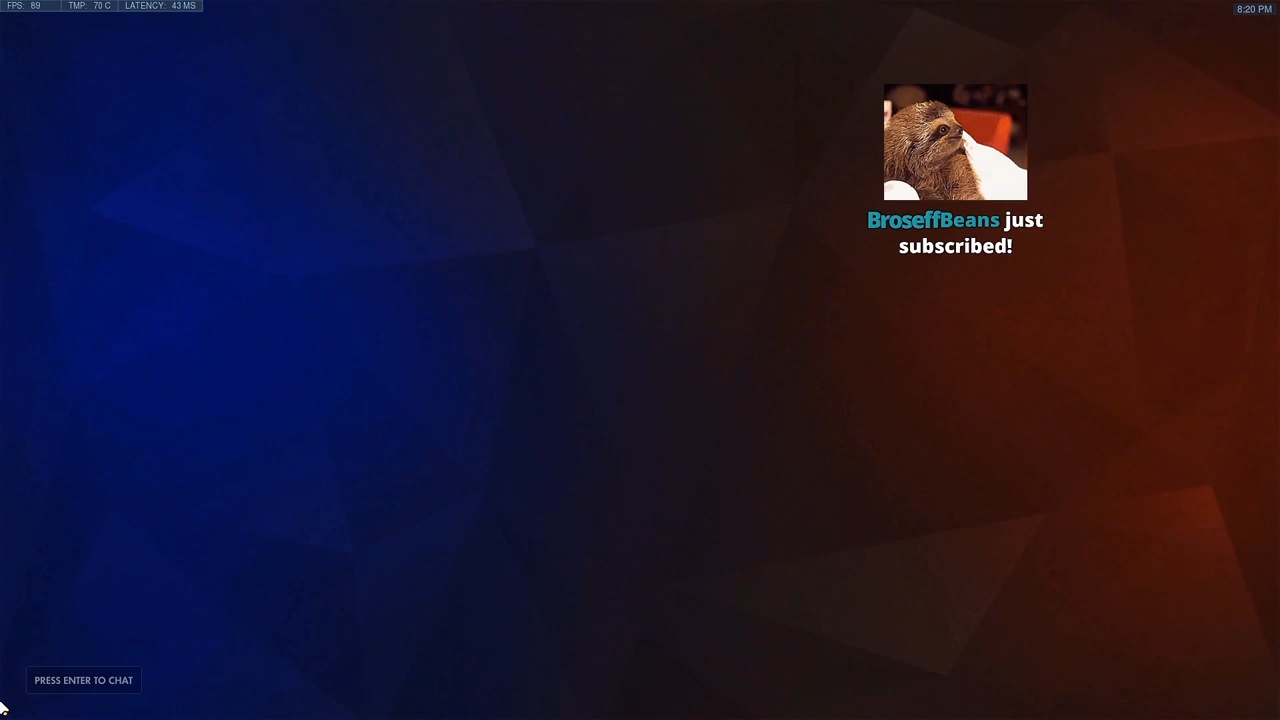 FPS: 89 TMP: 70 C LATENCY: 43 MS
8:20 PM
BroseffBeans just
subscribed!
PRESS ENTER TO CHAT